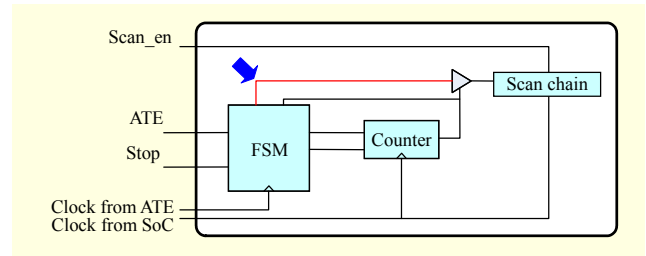 Scan_en
Scan chain
ATE
FSM
Counter
Stop
Clock from ATE
Clock from SoC